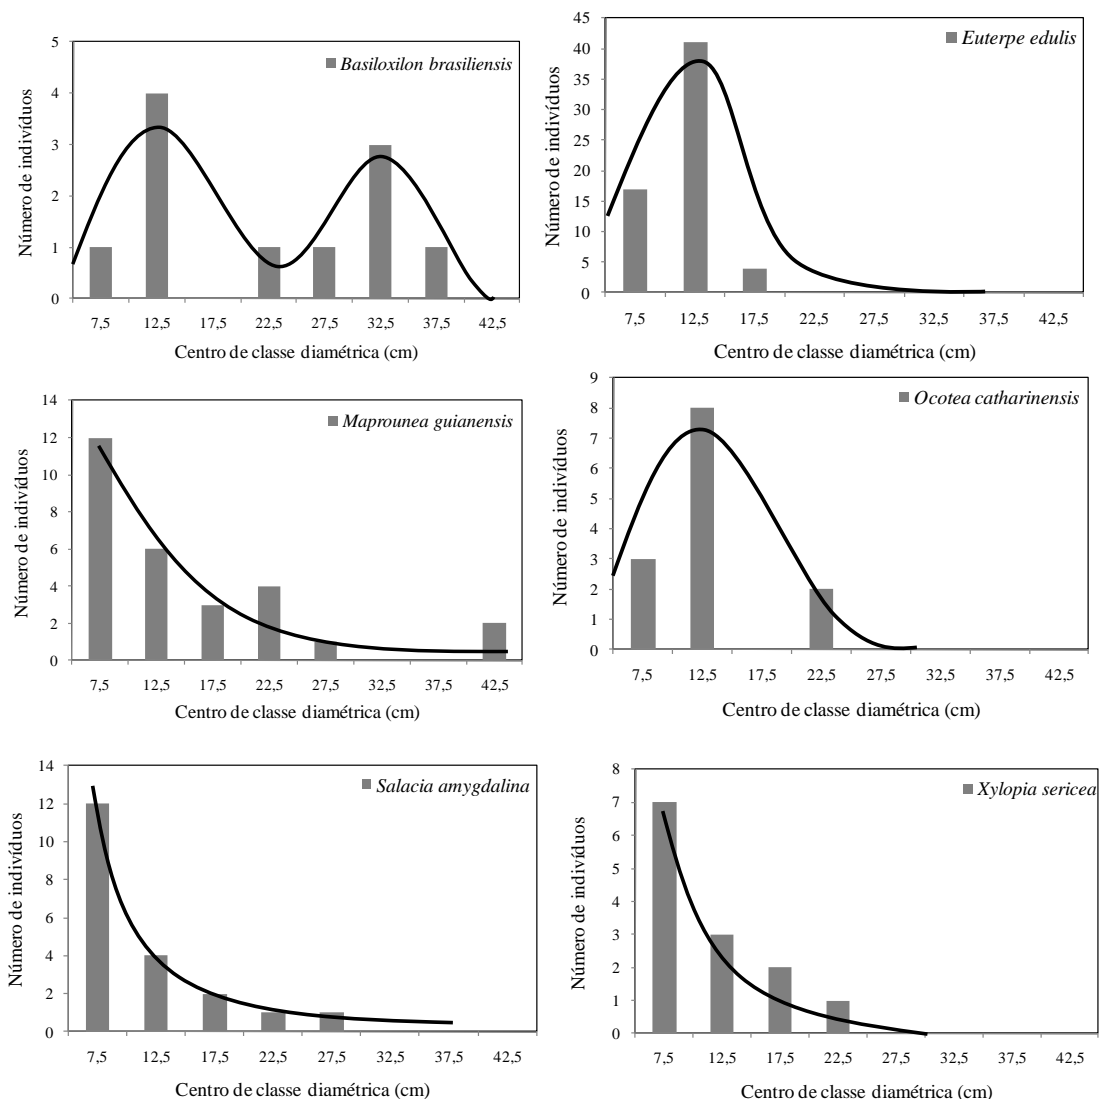 Basiloxilon brasiliensis
Número de indivíduos
5
4
3
2
1
0
7,5 12,5 17,5 22,5 27,5 32,5 37,5 42,5
Centro de classe diamétrica (cm)
Euterpe edulis
Número de indivíduos
45
40
35
30
25
20
15
10
5
0
7,5 12,5 17,5 22,5 27,5 32,5 37,5 42,5
Centro de classe diamétrica (cm)
Maprounea guianensis
Número de indivíduos
14
12
10
8
6
4
2
0
7,5 12,5 17,5 22,5 27,5 32,5 37,5 42,5
Centro de classe diamétrica (cm)
Ocotea catharinensis
Número de indivíduos
9
8
7
6
5
4
3
2
1
0
7,5 12,5 17,5 22,5 27,5 32,5 37,5 42,5
Centro de classe diamétrica (cm)
Salacia amygdalina
Número de indivíduos
14
12
10
8
6
4
2
0
7,5 12,5 17,5 22,5 27,5 32,5 37,5 42,5
Centro de classe diamétrica (cm)
Xylopia sericea
Número de indivíduos
8
7
6
5
4
3
2
1
0
7,5 12,5 17,5 22,5 27,5 32,5 37,5 42,5
Centro de classe diamétrica (cm)